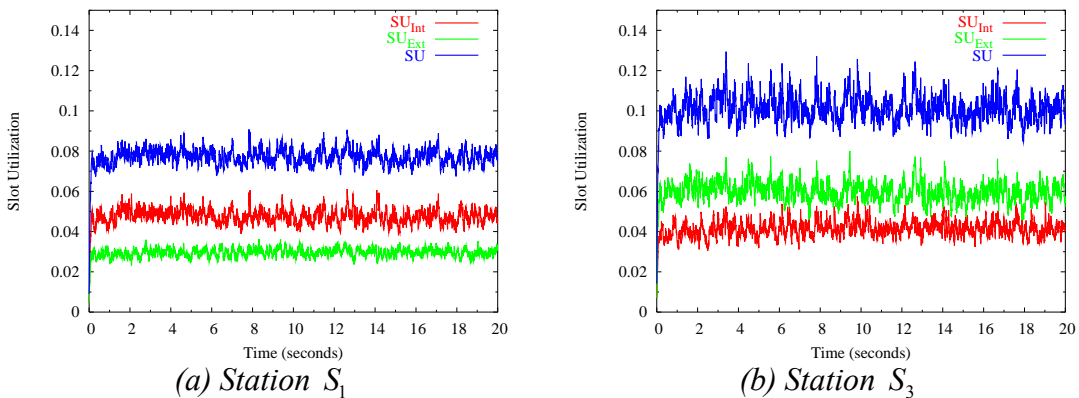 0.14
0.12
0.1
0.08
0.06
0.04
0.02
0
Slot Utilization
SU_Int
SU_Ext
SU
0 2 4 6 8 10 12 14 16 18 20
Time (seconds)
(a) Station S_1
0.14
0.12
0.1
0.08
0.06
0.04
0.02
0
Slot Utilization
SU_Int
SU_Ext
SU
0 2 4 6 8 10 12 14 16 18 20
Time (seconds)
(b) Station S_3